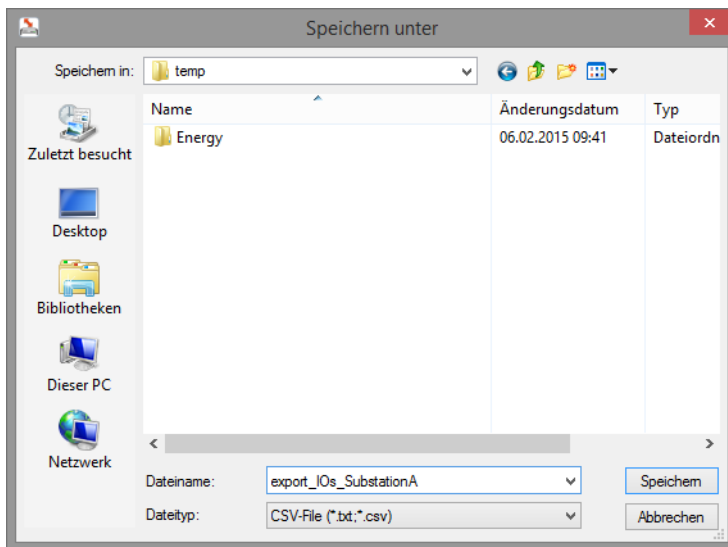 Speichern unter
Speichern in: temp
Name Änderungsdatum Typ
Energy 06.02.2015 09:41 Dateiordn
Zuletzt besucht
Desktop
Bibliotheken
Dieser PC
Netzwerk
Dateiname: export_IOs_SubstationA Speichern
Dateityp: CSV-File (*.txt;*.csv) Abbrechen